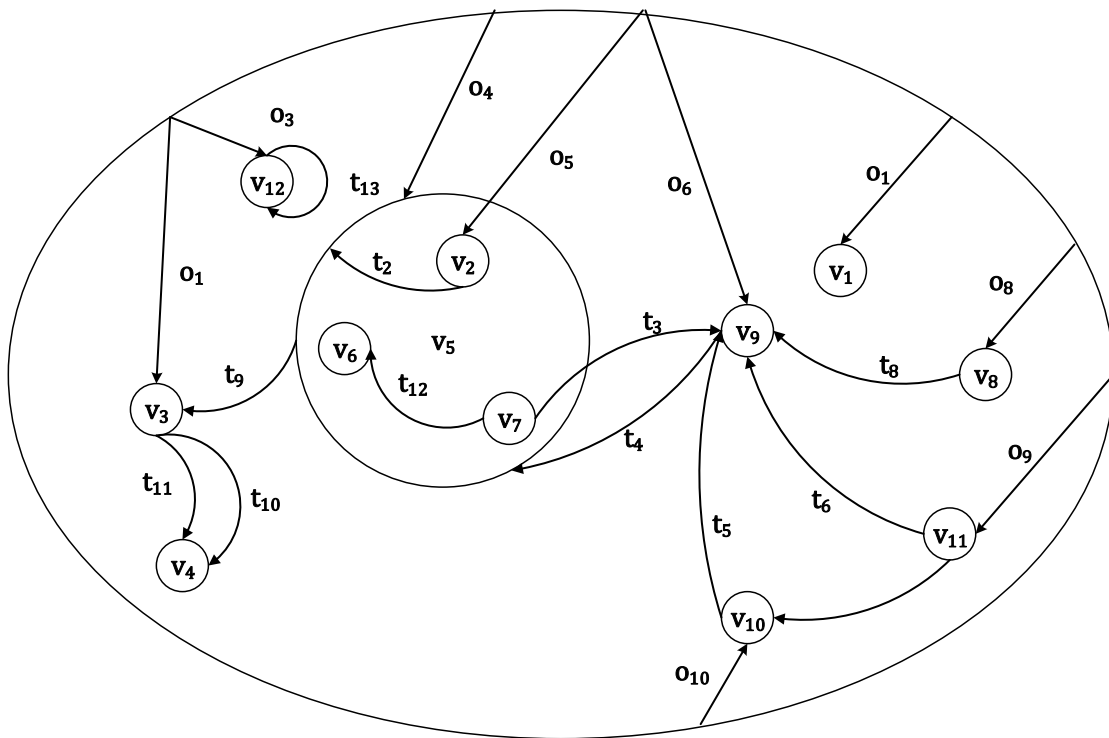 o₄
o₃
o₅
v₁₂
t₁₃
o₆
o₁
v₂
t₂
v₁
o₁
o₈
t₃
v₉
v₆
v₅
t₈
v₈
t₉
t₁₂
v₃
v₇
t₄
o₉
t₁₁
t₁₀
t₆
t₅
v₁₁
v₄
v₁₀
o₁₀